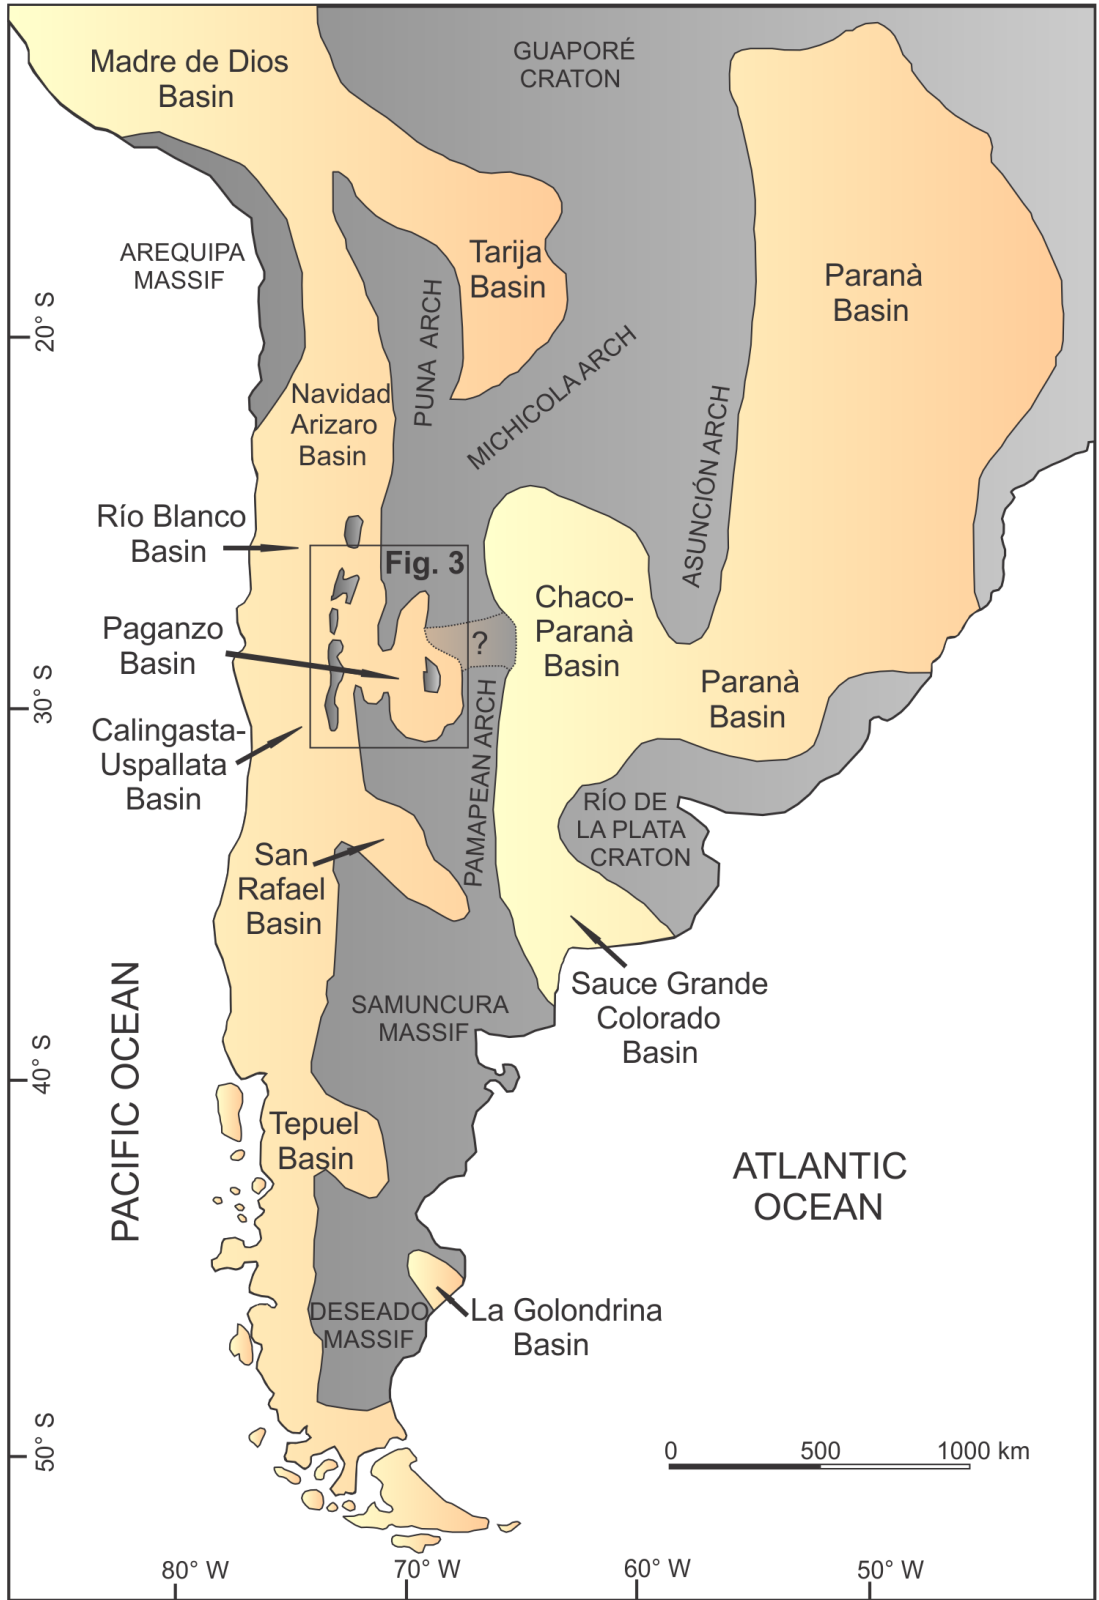 Madre de Dios
Basin
GUAPORÉ
CRATON
AREQUIPA
MASSIF
Tarija
Basin
Paranà
Basin
20° S
PUNA ARCH
MICHICOLA ARCH
ASUNCIÓN ARCH
Navidad
Arizaro
Basin
Río Blanco
Basin
Fig. 3
Paganzo
Basin
?
Chaco-
Paranà
Basin
Paranà
Basin
30° S
Calingasta-
Uspallata
Basin
PAMAPEAN ARCH
RÍO DE
LA PLATA
CRATON
San
Rafael
Basin
Sauce Grande
Colorado
Basin
SAMUNCURA
MASSIF
PACIFIC OCEAN
40° S
Tepuel
Basin
ATLANTIC
OCEAN
DESEADO
MASSIF
La Golondrina
Basin
50° S
0 500 1000 km
80° W 70° W 60° W 50° W